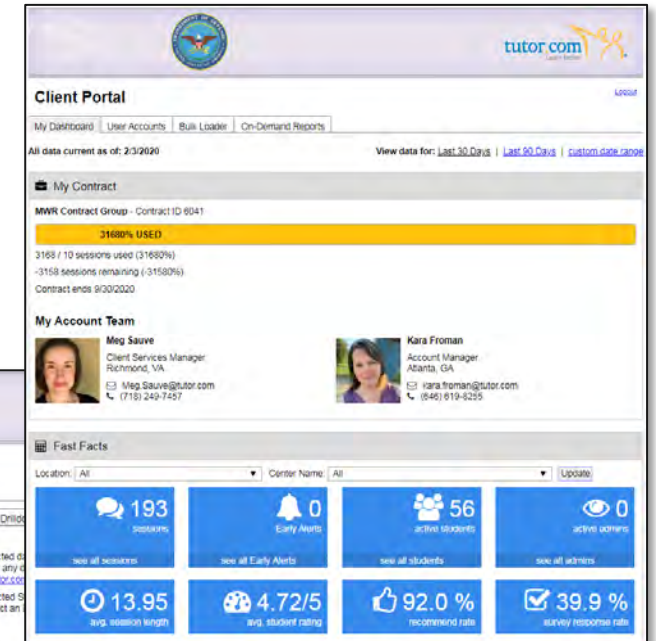 tutor.com
Client Portal
Logout
My Dashboard User Accounts Bulk Loader On-Demand Reports
All data current as of: 2/3/2020 View data for: Last 30 Days | Last 90 Days | custom date range
My Contract
MWR Contract Group - Contract ID 6041
31680% USED
3168 / 10 sessions used (31680%)
-3158 sessions remaining (-31580%)
Contract ends 9/30/2020
My Account Team
Meg Sauve
Client Services Manager
Richmond, VA
Meg.Sauve@tutor.com
(718) 249-7457
Kara Froman
Account Manager
Atlanta, GA
kara.froman@tutor.com
(646) 619-8255
Fast Facts
Location: All Center Name: All Update
193
sessions
see all sessions
0
Early Alerts
see all Early Alerts
56
active students
see all students
0
active admins
see all admins
13.95
avg. session length
4.72/5
avg. student rating
92.0 %
recommend rate
39.9 %
survey response rate